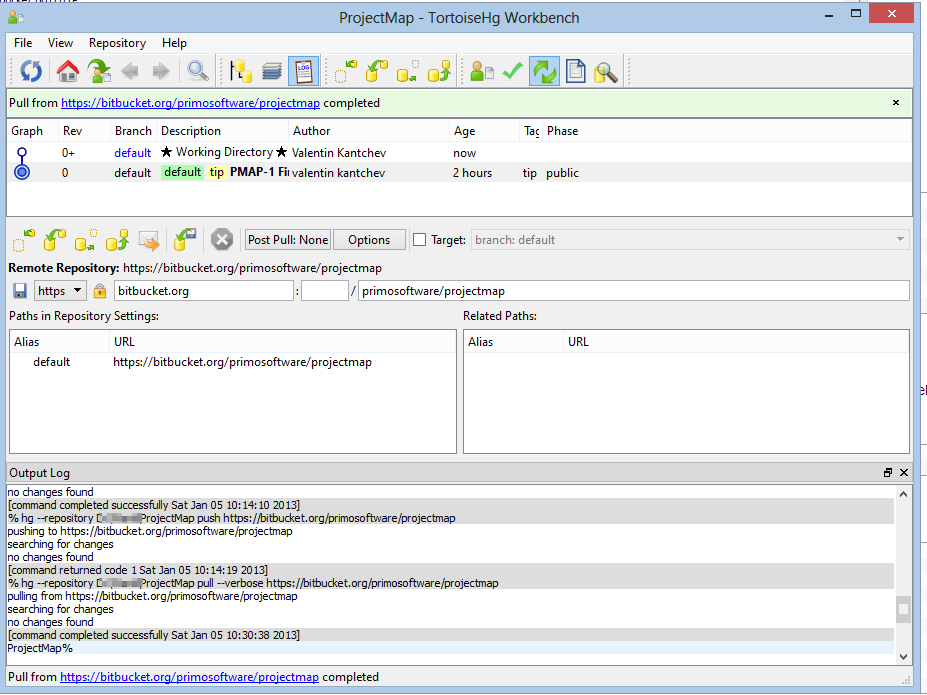 ProjectMap - TortoiseHg Workbench
File View Repository Help
LOG
Pull from https://bitbucket.org/primosoftware/projectmap completed
Graph Rev Branch Description Author Age Tag Phase
0+ default ★ Working Directory ★ Valentin Kantchev now
0 default default tip PMAP-1 Fi valentin kantchev 2 hours tip public
Post Pull: None Options Target: branch: default
Remote Repository: https://bitbucket.org/primosoftware/projectmap
https bitbucket.org : / primosoftware/projectmap
Paths in Repository Settings: Related Paths:
Alias URL Alias URL
default https://bitbucket.org/primosoftware/projectmap
Output Log
no changes found
[command completed successfully Sat Jan 05 10:14:10 2013]
% hg --repository ProjectMap push https://bitbucket.org/primosoftware/projectmap
pushing to https://bitbucket.org/primosoftware/projectmap
searching for changes
no changes found
[command returned code 1 Sat Jan 05 10:14:19 2013]
% hg --repository ProjectMap pull --verbose https://bitbucket.org/primosoftware/projectmap
pulling from https://bitbucket.org/primosoftware/projectmap
searching for changes
no changes found
[command completed successfully Sat Jan 05 10:30:38 2013]
ProjectMap%
Pull from https://bitbucket.org/primosoftware/projectmap completed